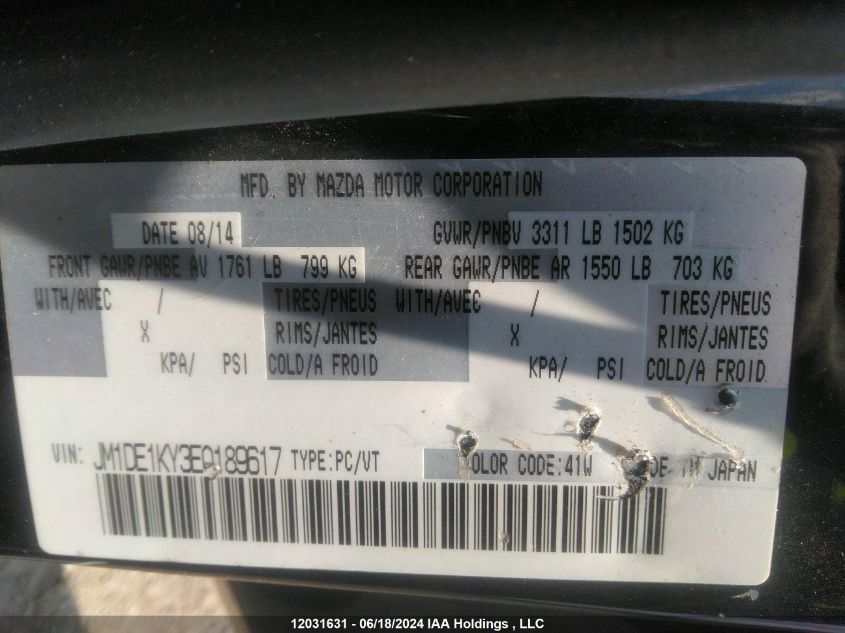 MFD. BY MAZDA MOTOR CORPORATION
DATE 08/14 GVWR/PNBV 3311 LB 1502 KG
FRONT GAWR/PNBE AV 1761 LB 799 KG REAR GAWR/PNBE AR 1550 LB 703 KG
WITH/AVEC / TIRES/PNEUS WITH/AVEC / TIRES/PNEUS
X RIMS/JANTES X RIMS/JANTES
KPA/ PSI COLD/A FROID KPA/ PSI COLD/A FROID
VIN: JM1DE1KY3E0189617 TYPE:PC/VT COLOR CODE:41W IN JAPAN
12031631 - 06/18/2024 IAA Holdings , LLC